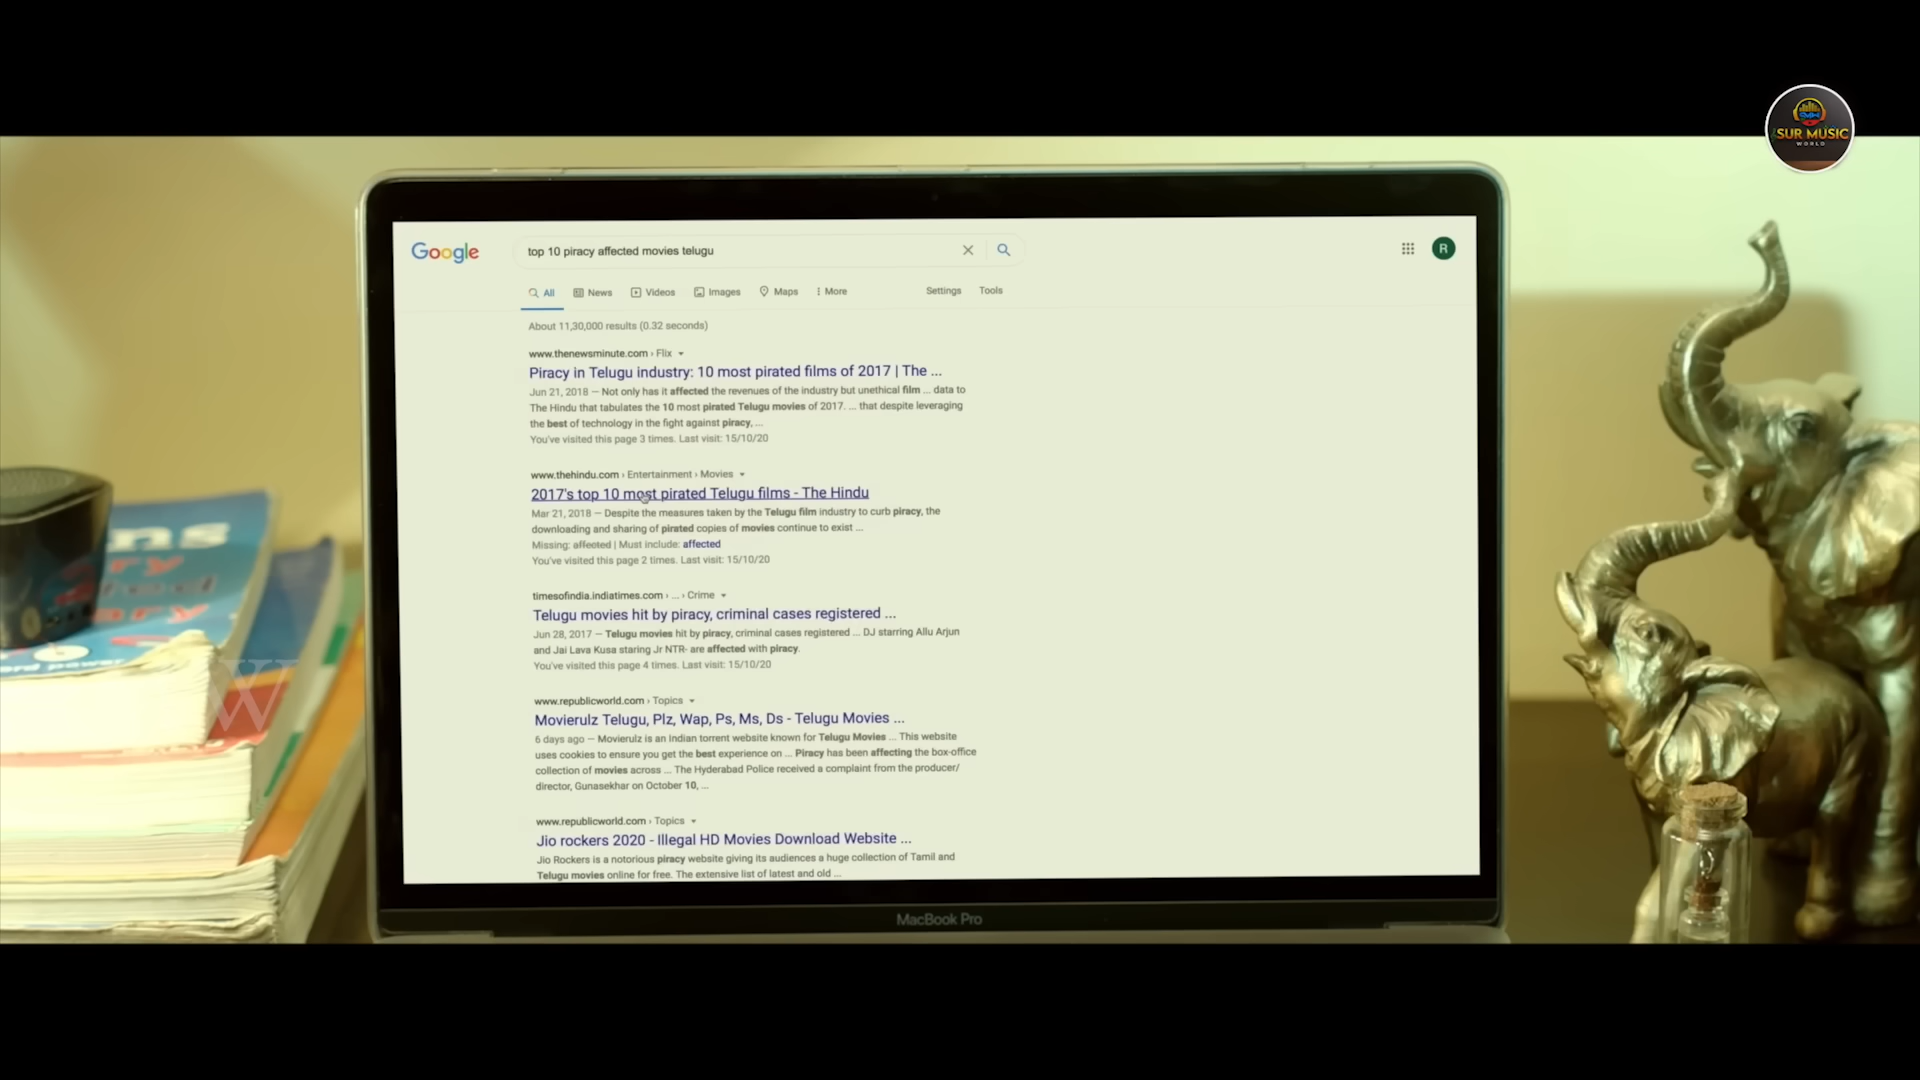 SUR MUSIC
WORLD
Google
top 10 piracy affected movies telugu
R
All
News
Videos
Images
Maps
More
Settings
Tools
About 11,30,000 results (0.32 seconds)
www.thenewsminute.com › Flix
Piracy in Telugu industry: 10 most pirated films of 2017 | The ...
Jun 21, 2018 — Not only has it affected the revenues of the industry but unethical film ... data to
The Hindu that tabulates the 10 most pirated Telugu movies of 2017. ... that despite leveraging
the best of technology in the fight against piracy, ...
You've visited this page 3 times. Last visit: 15/10/20
www.thehindu.com › Entertainment › Movies
2017's top 10 most pirated Telugu films - The Hindu
Mar 21, 2018 — Despite the measures taken by the Telugu film industry to curb piracy, the
downloading and sharing of pirated copies of movies continue to exist ...
Missing: affected | Must include: affected
You've visited this page 2 times. Last visit: 15/10/20
timesofindia.indiatimes.com › ... › Crime
Telugu movies hit by piracy, criminal cases registered ...
Jun 28, 2017 — Telugu movies hit by piracy, criminal cases registered ... DJ starring Allu Arjun
and Jai Lava Kusa staring Jr NTR- are affected with piracy.
You've visited this page 4 times. Last visit: 15/10/20
www.republicworld.com › Topics
Movierulz Telugu, Plz, Wap, Ps, Ms, Ds - Telugu Movies ...
6 days ago — Movierulz is an Indian torrent website known for Telugu Movies ... This website
uses cookies to ensure you get the best experience on ... Piracy has been affecting the box-office
collection of movies across ... The Hyderabad Police received a complaint from the producer/
director, Gunasekhar on October 10, ...
www.republicworld.com › Topics
Jio rockers 2020 - Illegal HD Movies Download Website ...
Jio Rockers is a notorious piracy website giving its audiences a huge collection of Tamil and
Telugu movies online for free. The extensive list of latest and old ...
MacBook Pro
W